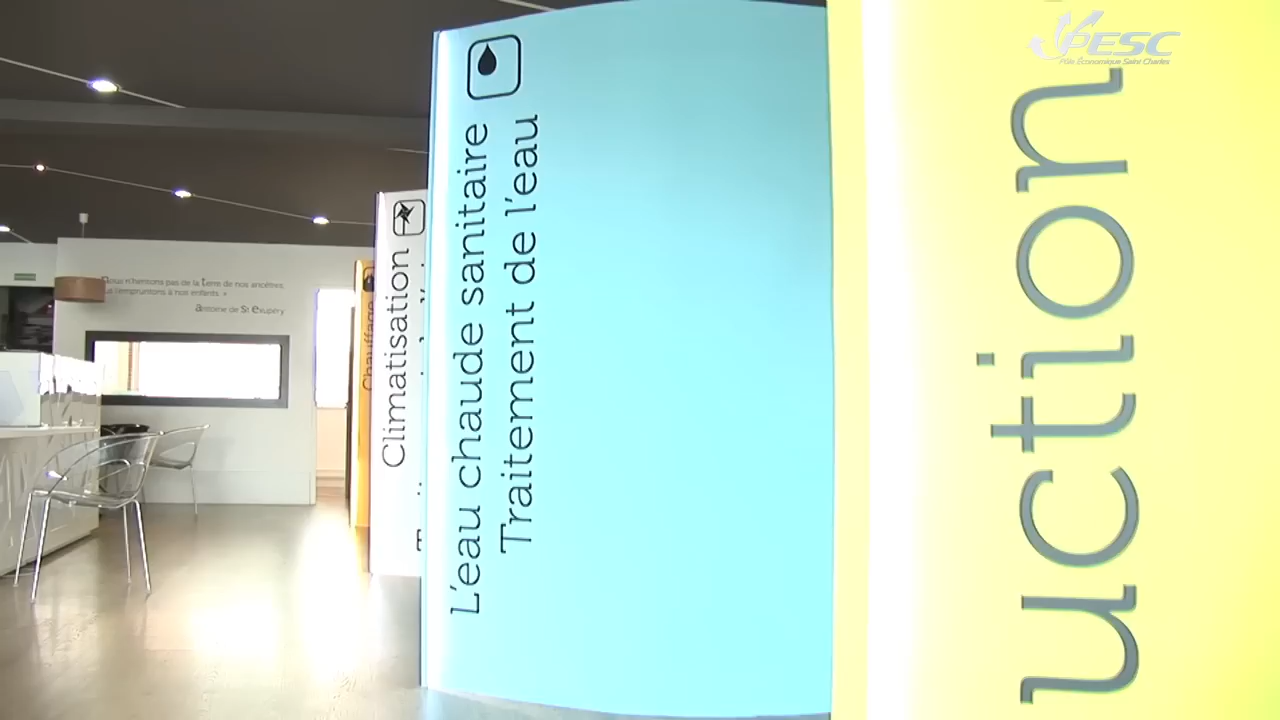 PESC
Pôle Économique Saint Charles
uction
L'eau chaude sanitaire
Traitement de l'eau
Climatisation
Chauffage
nous n'héritons pas de la terre de nos ancêtres,
l'empruntons à nos enfants. »
antoine de St exupéry